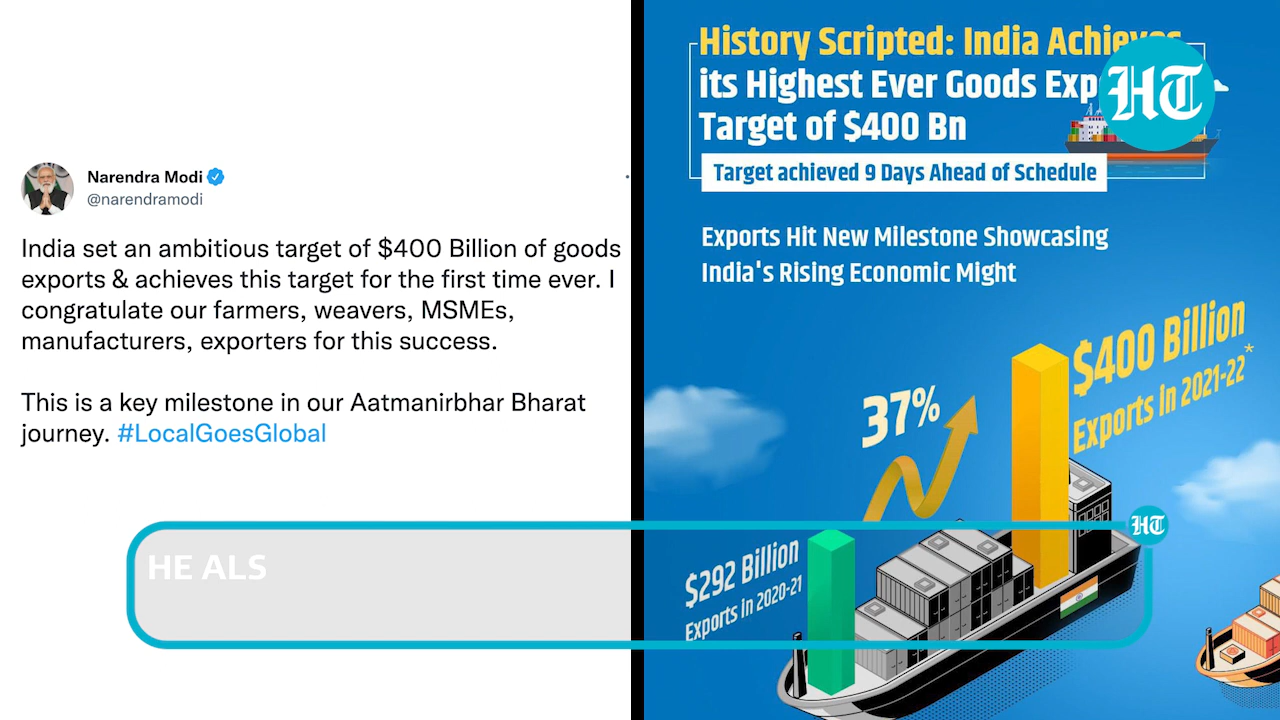 Narendra Modi
@narendramodi
India set an ambitious target of $400 Billion of goods
exports & achieves this target for the first time ever. I
congratulate our farmers, weavers, MSMEs,
manufacturers, exporters for this success.
This is a key milestone in our Aatmanirbhar Bharat
journey. #LocalGoesGlobal
History Scripted: India Achieves
its Highest Ever Goods Exp
Target of $400 Bn
HT
Target achieved 9 Days Ahead of Schedule
Exports Hit New Milestone Showcasing
India's Rising Economic Might
$400 Billion
Exports in 2021-22*
37%
$292 Billion
Exports in 2020-21
HT
HE ALS